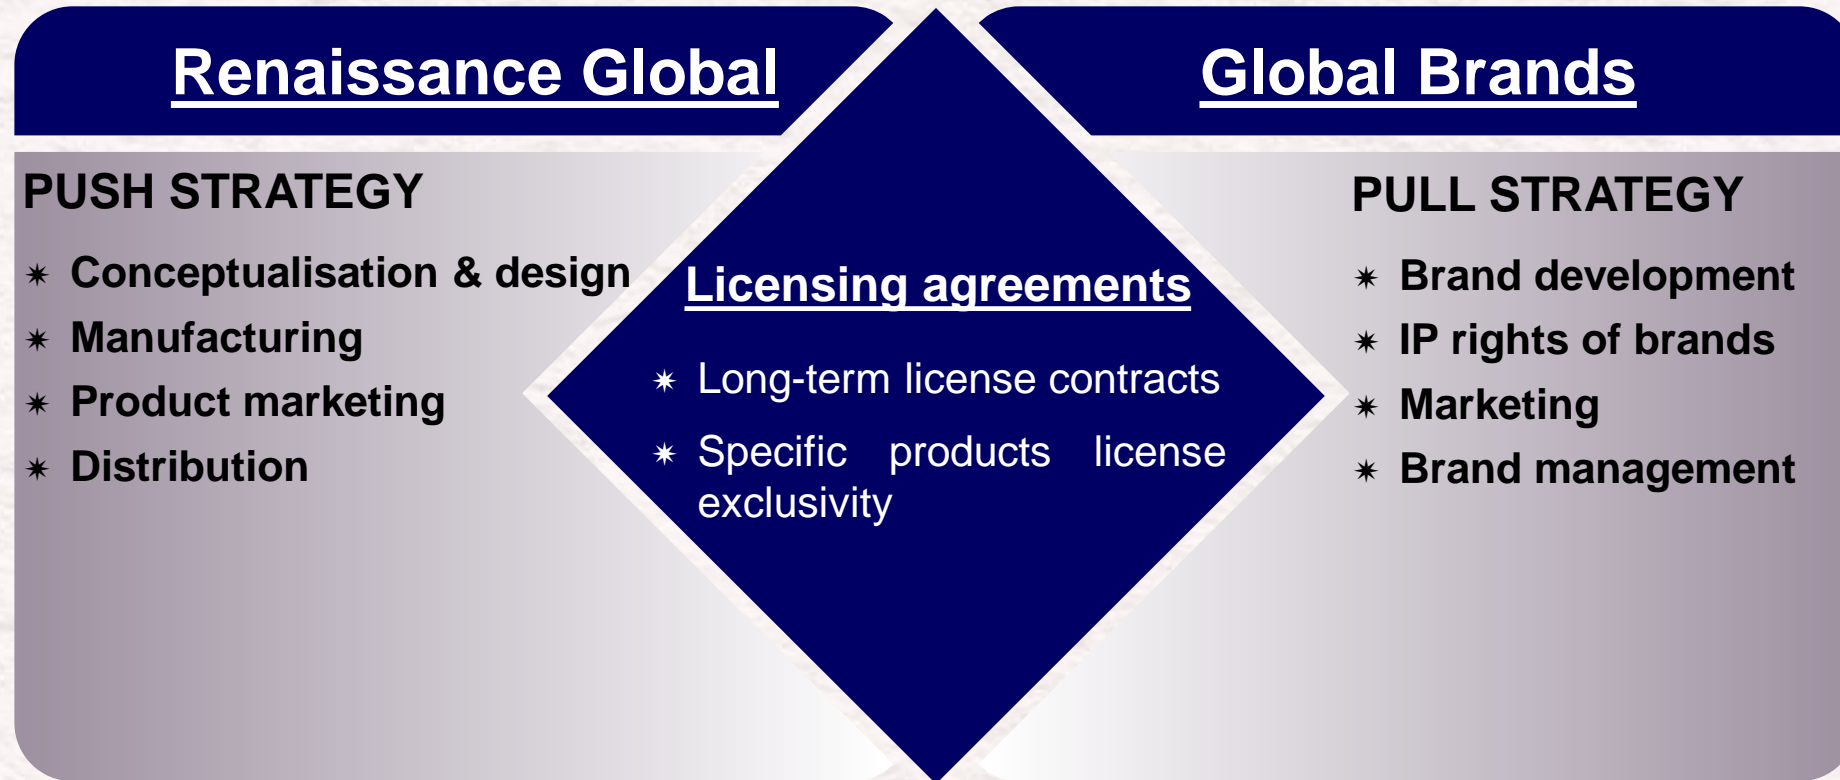 Renaissance Global
PUSH STRATEGY
Conceptualisation & design
Manufacturing
Product marketing
Distribution
Licensing agreements
Long-term license contracts
Specific products license
exclusivity
Global Brands
PULL STRATEGY
Brand development
IP rights of brands
Marketing
Brand management